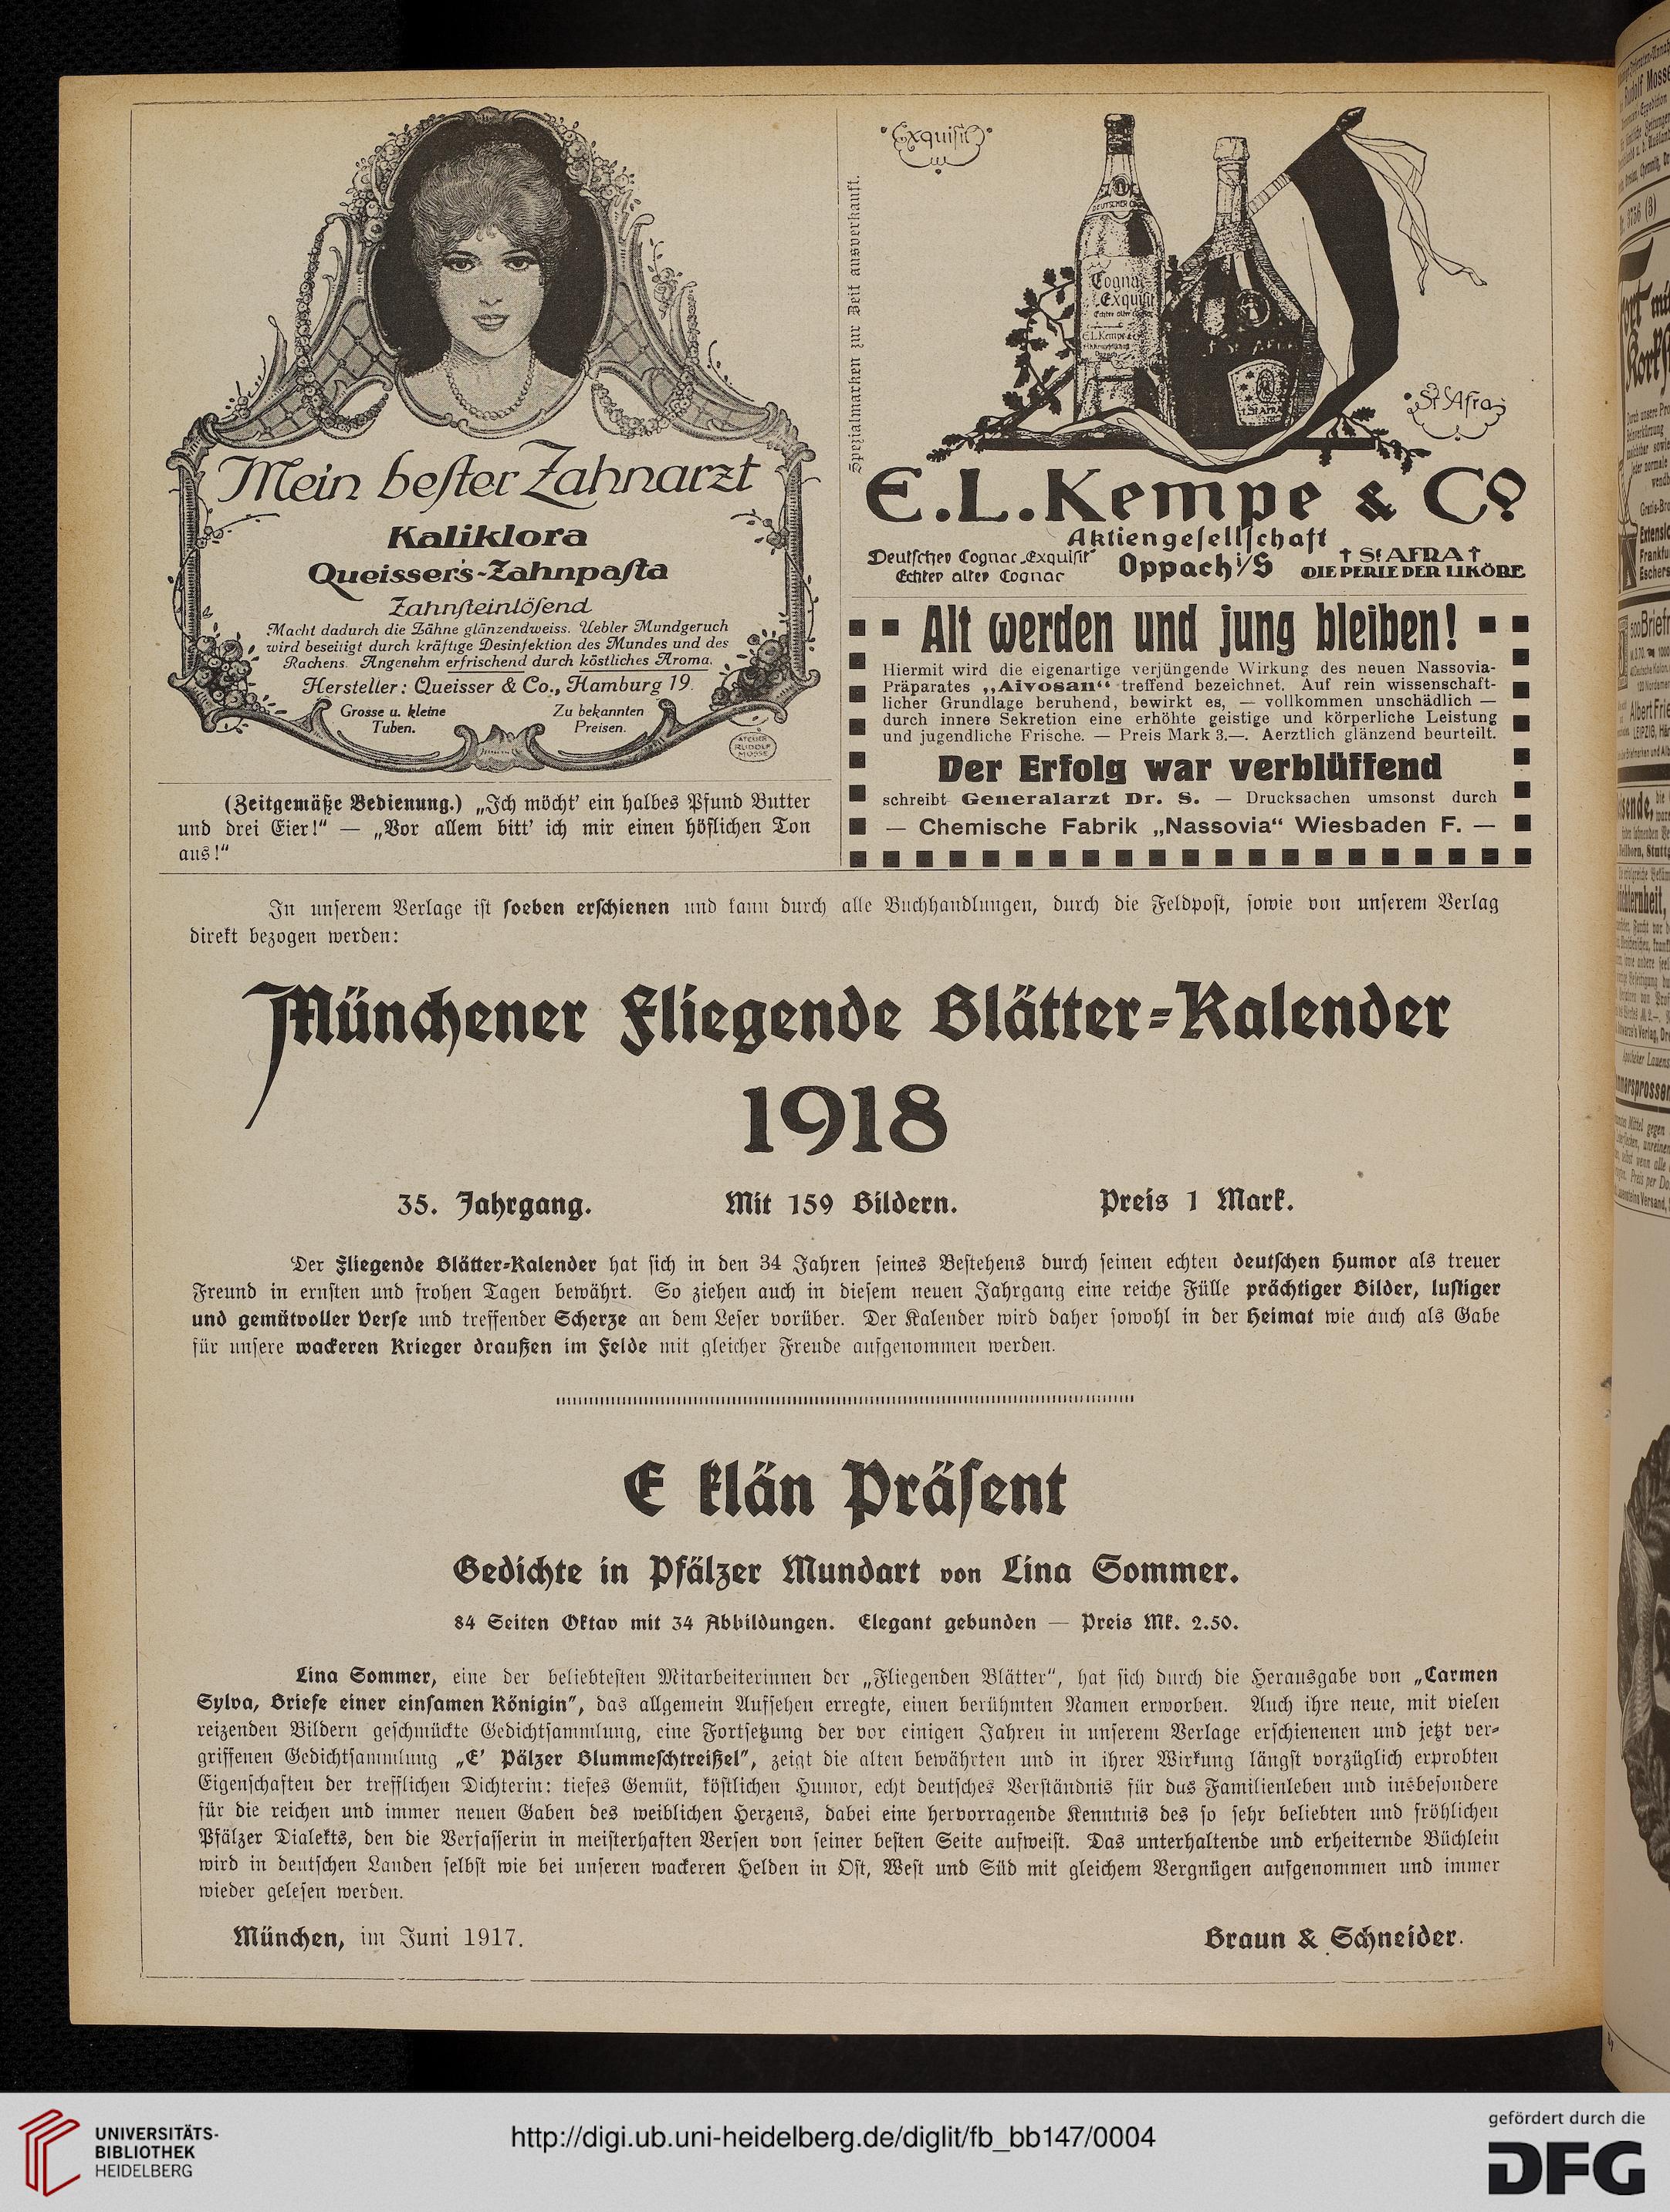 Mein bester Zahnarzt
Kaliklora
Queisser's-Zahnpasta
Zahnsteinlösend
Macht dadurch die Zähne glänzendweiss. Uebler Mundgeruch
wird beseitigt durch kräftige Desinfektion des Mundes und des
Rachens. Angenehm erfrischend durch köstliches Aroma.
Hersteller: Queisser & Co., Hamburg 19.
Grosse u. kleine
Tuben.
Zu bekannten
Preisen.
ATELIER
RUDOLF
MOSSE
(Zeitgemäße Bedienung.) „Ich möcht' ein halbes Pfund Butter
und drei Eier!“ — „Vor allem bitt' ich mir einen höflichen Ton
aus!“
Spezialmarken zur Zeit ausverkauft.
Exquisit
Cognac
Exquisit
E.L.Kempe & Co
St. AFRA
St Afra
E.L.Kempe & Co
Aktiengesellschaft
Deutscher Cognac „Exquisit“
Echter alter Cognac
Oppach i/S
† St AFRA †
DIE PERLE DER LIKÖRE
Alt werden und jung bleiben!
Hiermit wird die eigenartige verjüngende Wirkung des neuen Nassovia-
Präparates „Aivosan“ treffend bezeichnet. Auf rein wissenschaft-
licher Grundlage beruhend, bewirkt es, — vollkommen unschädlich —
durch innere Sekretion eine erhöhte geistige und körperliche Leistung
und jugendliche Frische. — Preis Mark 3.—. Aerztlich glänzend beurteilt.
Der Erfolg war verblüffend
schreibt Generalarzt Dr. S. — Drucksachen umsonst durch
— Chemische Fabrik „Nassovia“ Wiesbaden F. —
In unserem Verlage ist soeben erschienen und kann durch alle Buchhandlungen, durch die Feldpost, sowie von unserem Verlag
direkt bezogen werden:
Münchener Fliegende Blätter-Kalender
1918
35. Jahrgang. Mit 159 Bildern. Preis 1 Mark.
Der Fliegende Blätter-Kalender hat sich in den 34 Jahren seines Bestehens durch seinen echten deutschen Humor als treuer
Freund in ernsten und frohen Tagen bewährt. So ziehen auch in diesem neuen Jahrgang eine reiche Fülle prächtiger Bilder, lustiger
und gemütvoller Verse und treffender Scherze an dem Leser vorüber. Der Kalender wird daher sowohl in der Heimat wie auch als Gabe
für unsere wackeren Krieger draußen im Felde mit gleicher Freude aufgenommen werden.
E klän Präsent
Gedichte in Pfälzer Mundart von Lina Sommer.
84 Seiten Oktav mit 34 Abbildungen. Elegant gebunden — Preis Mk. 2.50.
Lina Sommer, eine der beliebtesten Mitarbeiterinnen der „Fliegenden Blätter“, hat sich durch die Herausgabe von „Carmen
Sylva, Briefe einer einsamen Königin“, das allgemein Aufsehen erregte, einen berühmten Namen erworben. Auch ihre neue, mit vielen
reizenden Bildern geschmückte Gedichtsammlung, eine Fortsetzung der vor einigen Jahren in unserem Verlage erschienenen und jetzt ver-
griffenen Gedichtsammlung „E' Pälzer Blummeschtreißel“, zeigt die alten bewährten und in ihrer Wirkung längst vorzüglich erprobten
Eigenschaften der trefflichen Dichterin: tiefes Gemüt, köstlichen Humor, echt deutsches Verständnis für das Familienleben und insbesondere
für die reichen und immer neuen Gaben des weiblichen Herzens, dabei eine hervorragende Kenntnis des so sehr beliebten und fröhlichen
Pfälzer Dialekts, den die Verfasserin in meisterhaften Versen von seiner besten Seite aufweist. Das unterhaltende und erheiternde Büchlein
wird in deutschen Landen selbst wie bei unseren wackeren Helden in Ost, West und Süd mit gleichem Vergnügen aufgenommen und immer
wieder gelesen werden.
München, im Juni 1917. Braun & Schneider.
UNIVERSITÄTS-
BIBLIOTHEK
HEIDELBERG
http://digi.ub.uni-heidelberg.de/diglit/fb_bb147/0004
gefördert durch die
DFG